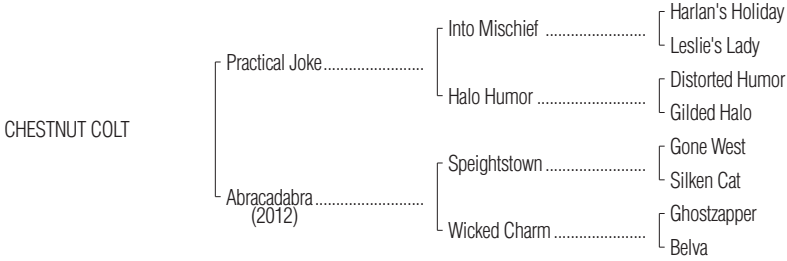 Harlan's Holiday
Into Mischief ........................
Leslie's Lady
Practical Joke........................
Distorted Humor
Halo Humor ..........................
Gilded Halo
CHESTNUT COLT
Gone West
Speightstown ........................
Silken Cat
Abracadabra..........................
(2012)
Ghostzapper
Wicked Charm ......................
Belva